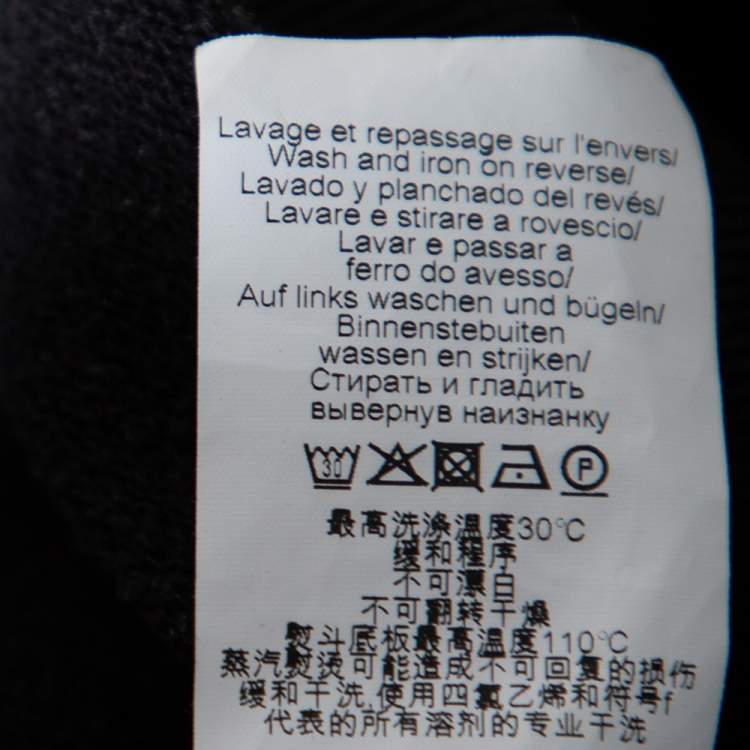 Lavage et repassage sur l'envers/
Wash and iron on reverse/
Lavado y planchado del revés/
Lavare e stirare a rovescio/
Lavar e passar a
ferro do avesso/
Auf links waschen und bügeln/
Binnenstebuiten
wassen en strijken/
Стирать и гладить
вывернув наизнанку
30 P
最高洗涤温度30°C
缓和程序
不可漂白
不可翻转干燥
熨斗底板最高温度110°C
蒸汽熨烫可能造成不可回复的损伤
缓和干洗,使用四氯乙烯和符号f
代表的所有溶剂的专业干洗